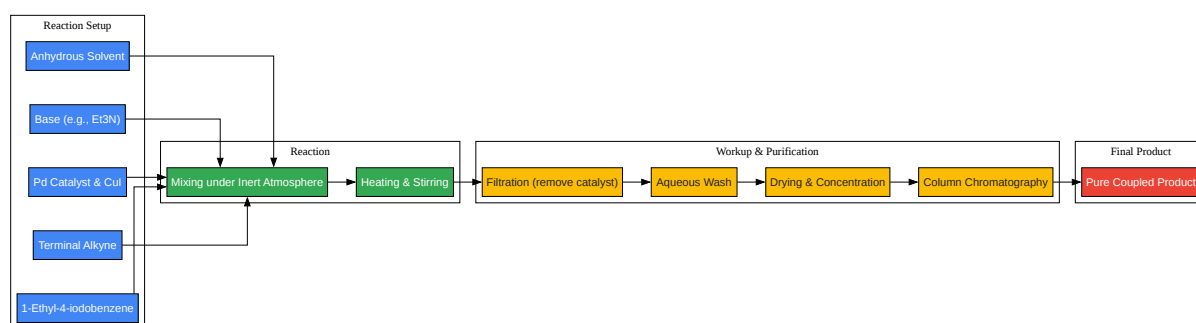 Reaction Setup
Anhydrous Solvent
Base (e.g., Et3N)
Pd Catalyst & CuI
Terminal Alkyne
1-Ethyl-4-iodobenzene
Reaction
Mixing under Inert Atmosphere
Heating & Stirring
Workup & Purification
Filtration (remove catalyst)
Aqueous Wash
Drying & Concentration
Column Chromatography
Final Product
Pure Coupled Product